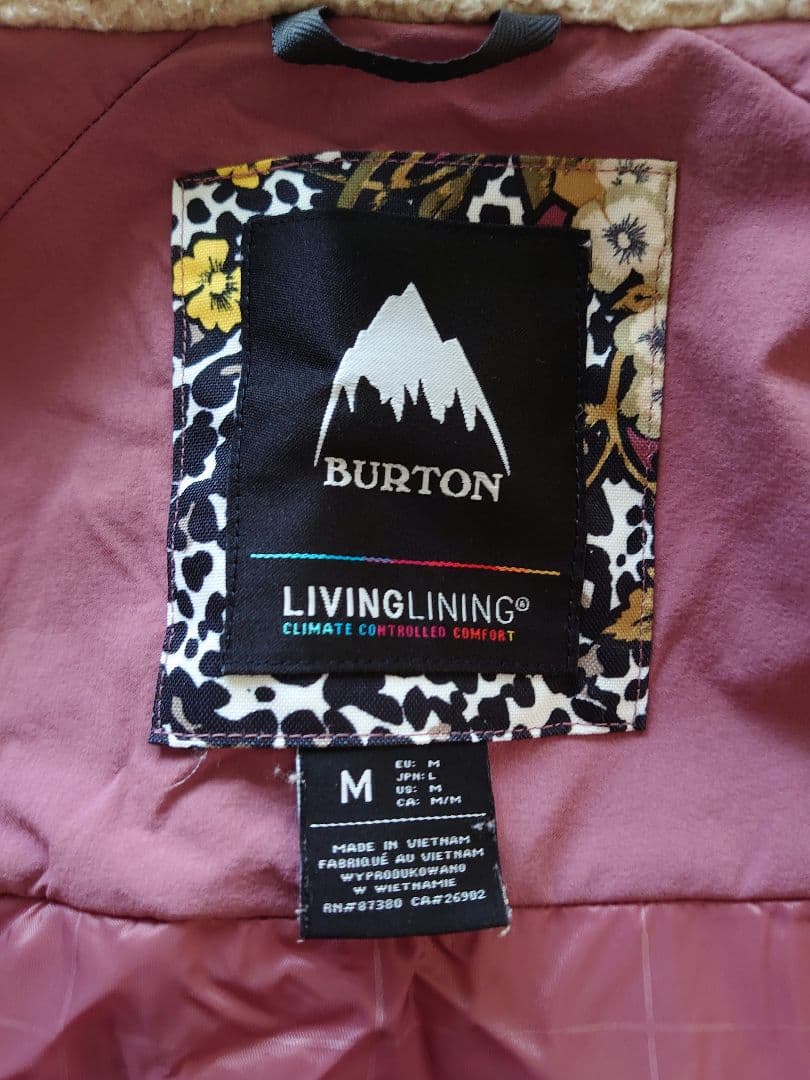 BURTON
LIVINGLINING®
CLIMATE CONTROLLED COMFORT
M
EU: M
JPN: L
US: M
CA: M/M
MADE IN VIETNAM
FABRIQUÉ AU VIETNAM
WYPRODUKOWANO
W WIETNAMIE
RN#87380 CA#26902